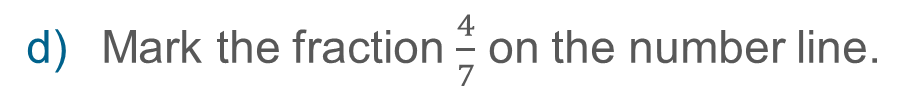 d) Mark the fraction 4/7 on the number line.